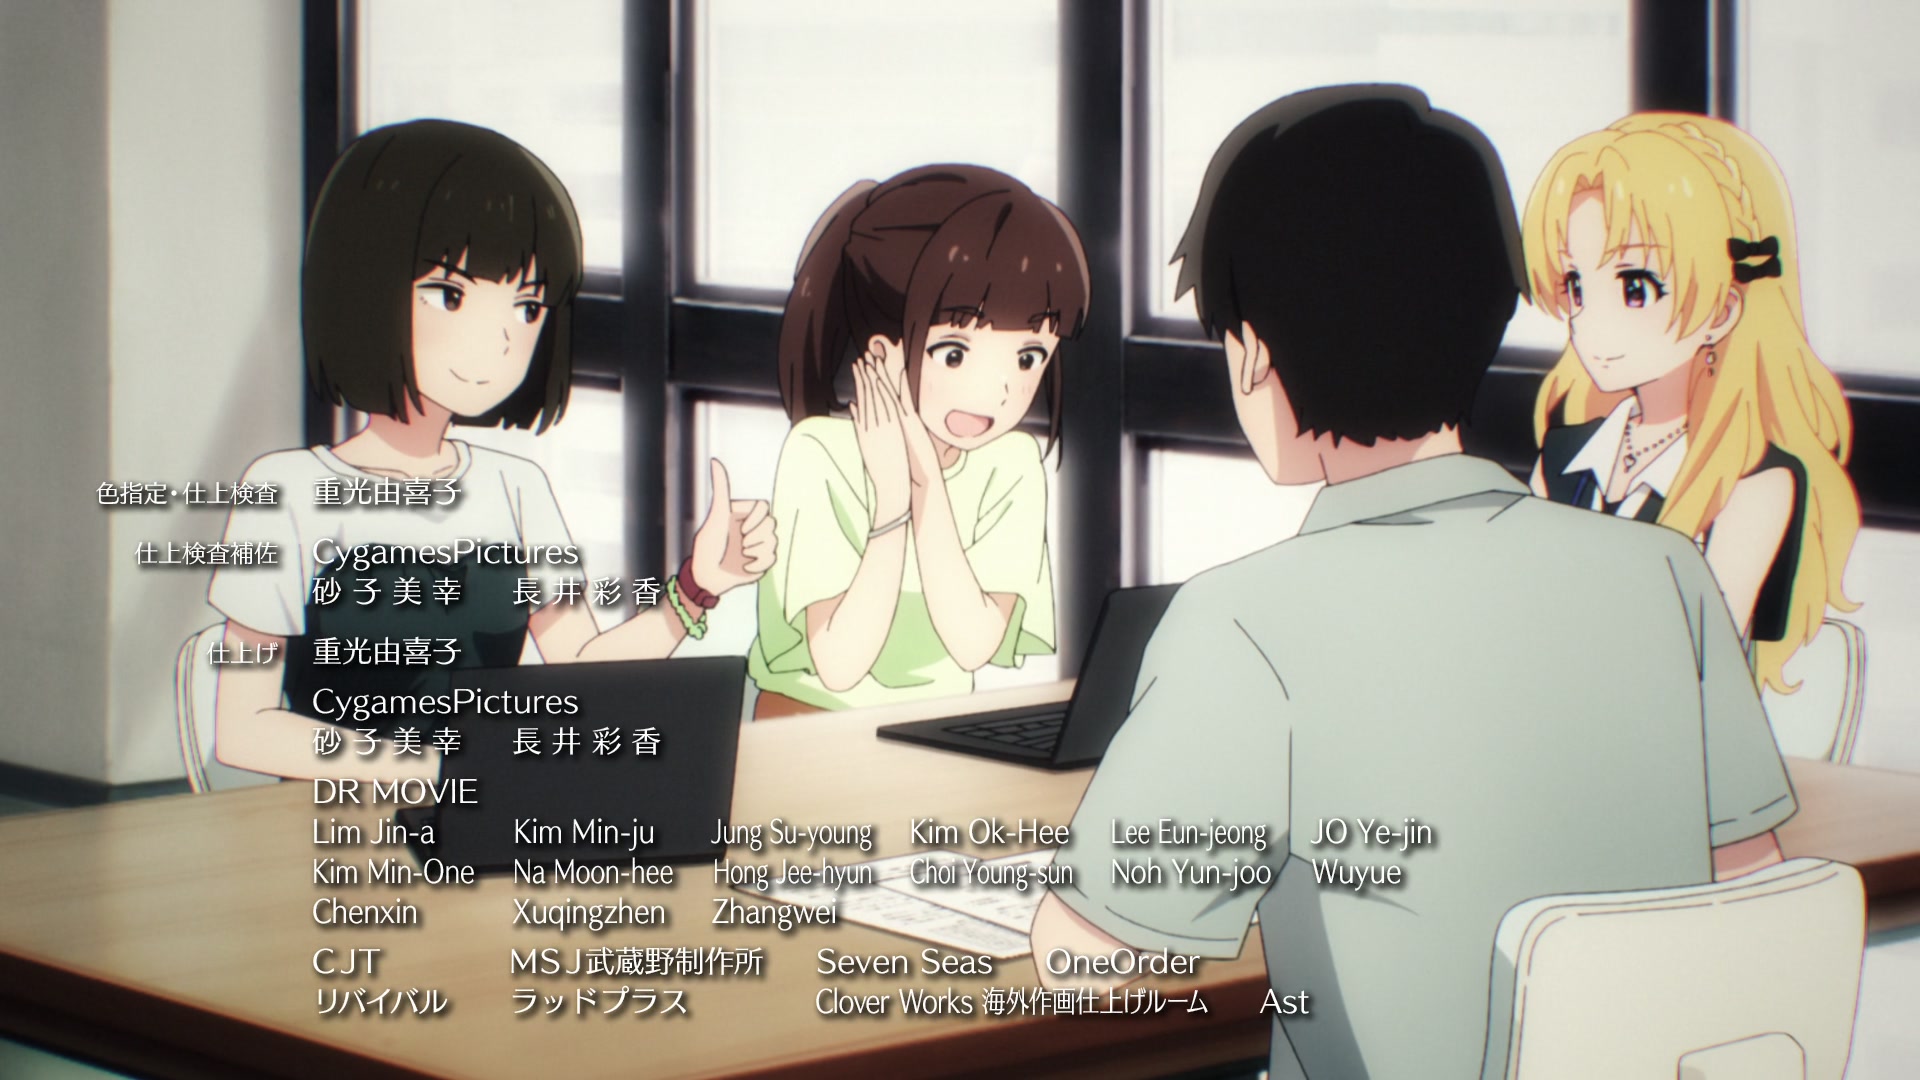 色指定・仕上検査 重光由喜子
仕上検査補佐 CygamesPictures
砂子美幸 長井彩香
仕上げ 重光由喜子
CygamesPictures
砂子美幸 長井彩香
DR MOVIE
Lim Jin-a Kim Min-ju Jung Su-young Kim Ok-Hee Lee Eun-jeong JO Ye-jin
Kim Min-One Na Moon-hee Hong Jee-hyun Choi Young-sun Noh Yun-joo Wuyue
Chenxin Xuqingzhen Zhangwei
CJT MSJ武蔵野制作所 Seven Seas OneOrder
リバイバル ラッドプラス Clover Works 海外作画仕上げルーム Ast